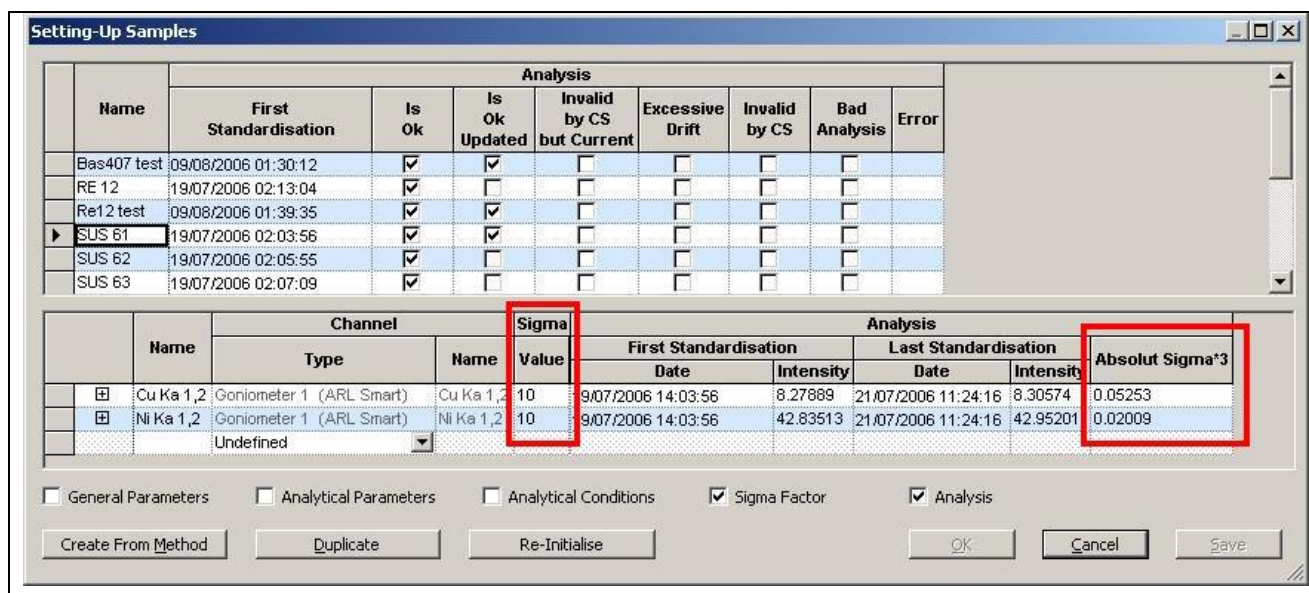 Setting-Up Samples
Analysis
Name First Standardisation Is Ok Is Ok Updated Invalid by CS but Current Excessive Drift Invalid by CS Bad Analysis Error
Bas407 test 09/08/2006 01:30:12
RE 12 19/07/2006 02:13:04
Re12 test 09/08/2006 01:39:35
SUS 61 19/07/2006 02:03:56
SUS 62 19/07/2006 02:05:55
SUS 63 19/07/2006 02:07:09
Channel Sigma Analysis
Name Type Name Value First Standardisation Last Standardisation Absolut Sigma*3
Date Intensity Date Intensity
Cu Ka 1,2 Goniometer 1 (ARL Smart) Cu Ka 1,2 10 9/07/2006 14:03:56 8.27889 21/07/2006 11:24:16 8.30574 0.05253
Ni Ka 1,2 Goniometer 1 (ARL Smart) Ni Ka 1,2 10 9/07/2006 14:03:56 42.83513 21/07/2006 11:24:16 42.95201 0.02009
Undefined
General Parameters Analytical Parameters Analytical Conditions Sigma Factor Analysis
Create From Method Duplicate Re-Initialise OK Cancel Save